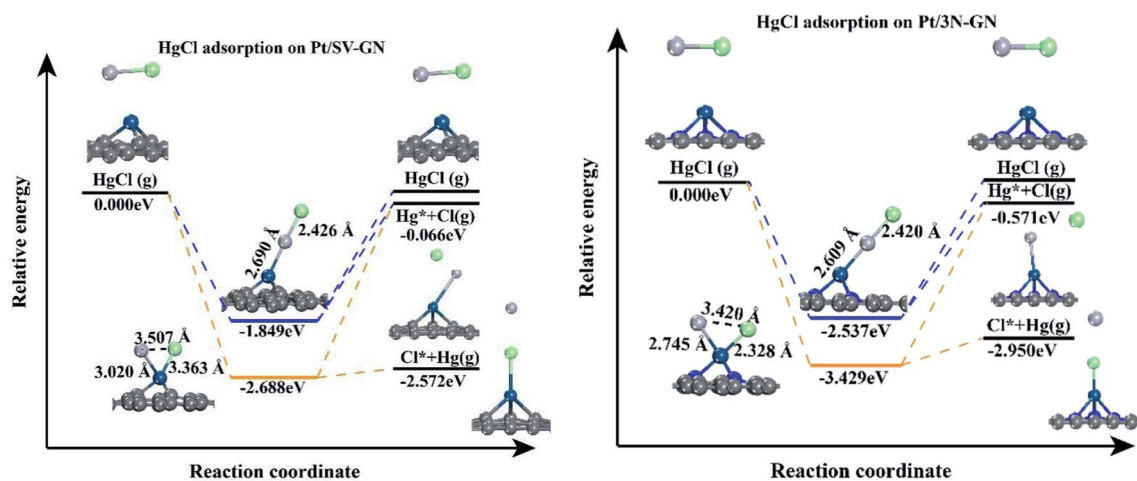 HgCl adsorption on Pt/SV-GN
Relative energy
HgCl (g)
0.000eV
2.690 Å
2.426 Å
-1.849eV
3.507 Å
3.020 Å
3.363 Å
-2.688eV
HgCl (g)
Hg*+Cl(g)
-0.066eV
Cl*+Hg(g)
-2.572eV
Reaction coordinate
HgCl adsorption on Pt/3N-GN
Relative energy
HgCl (g)
0.000eV
2.609 Å
2.420 Å
-2.537eV
3.420 Å
2.745 Å
2.328 Å
-3.429eV
HgCl (g)
Hg*+Cl(g)
-0.571eV
Cl*+Hg(g)
-2.950eV
Reaction coordinate